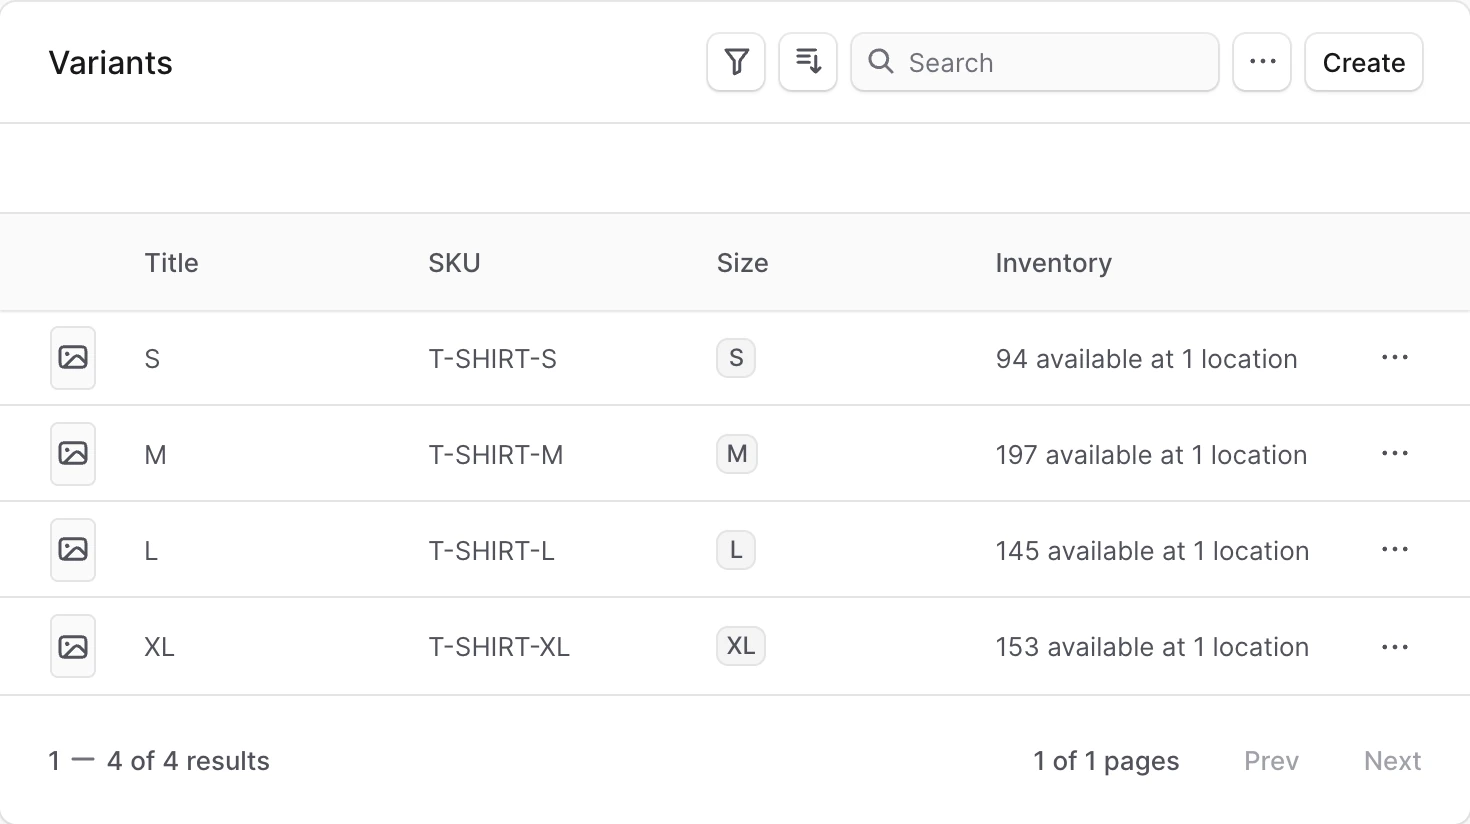 Variants Search Create
Title SKU Size Inventory
S T-SHIRT-S S 94 available at 1 location
M T-SHIRT-M M 197 available at 1 location
L T-SHIRT-L L 145 available at 1 location
XL T-SHIRT-XL XL 153 available at 1 location
1 — 4 of 4 results 1 of 1 pages Prev Next